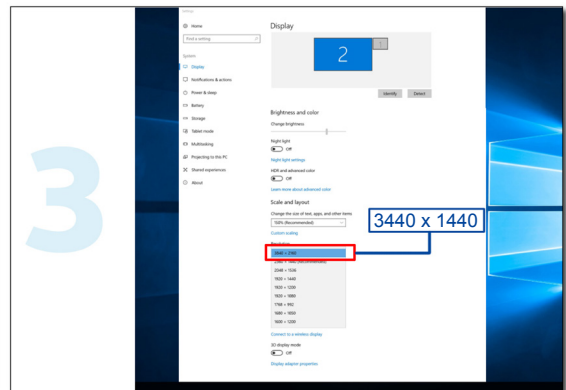 Settings
Home
Display
Find a setting
2
1
System
Display
Notifications & actions
Power & sleep
Identify
Detect
Battery
Storage
Brightness and color
Change brightness
Tablet mode
Multitasking
Night light
Off
Projecting to this PC
Night light settings
Shared experiences
HDR and advanced color
Off
About
Learn more about advanced color
Scale and layout
Change the size of text, apps, and other items
100% (Recommended)
3440 x 1440
Custom scaling
3
1920 × 1440
1920 × 1200
1920 × 1080
1768 × 992
1680 × 1050
1600 × 1200
Connect to a wireless display
3D display mode
Off
Display adapter properties